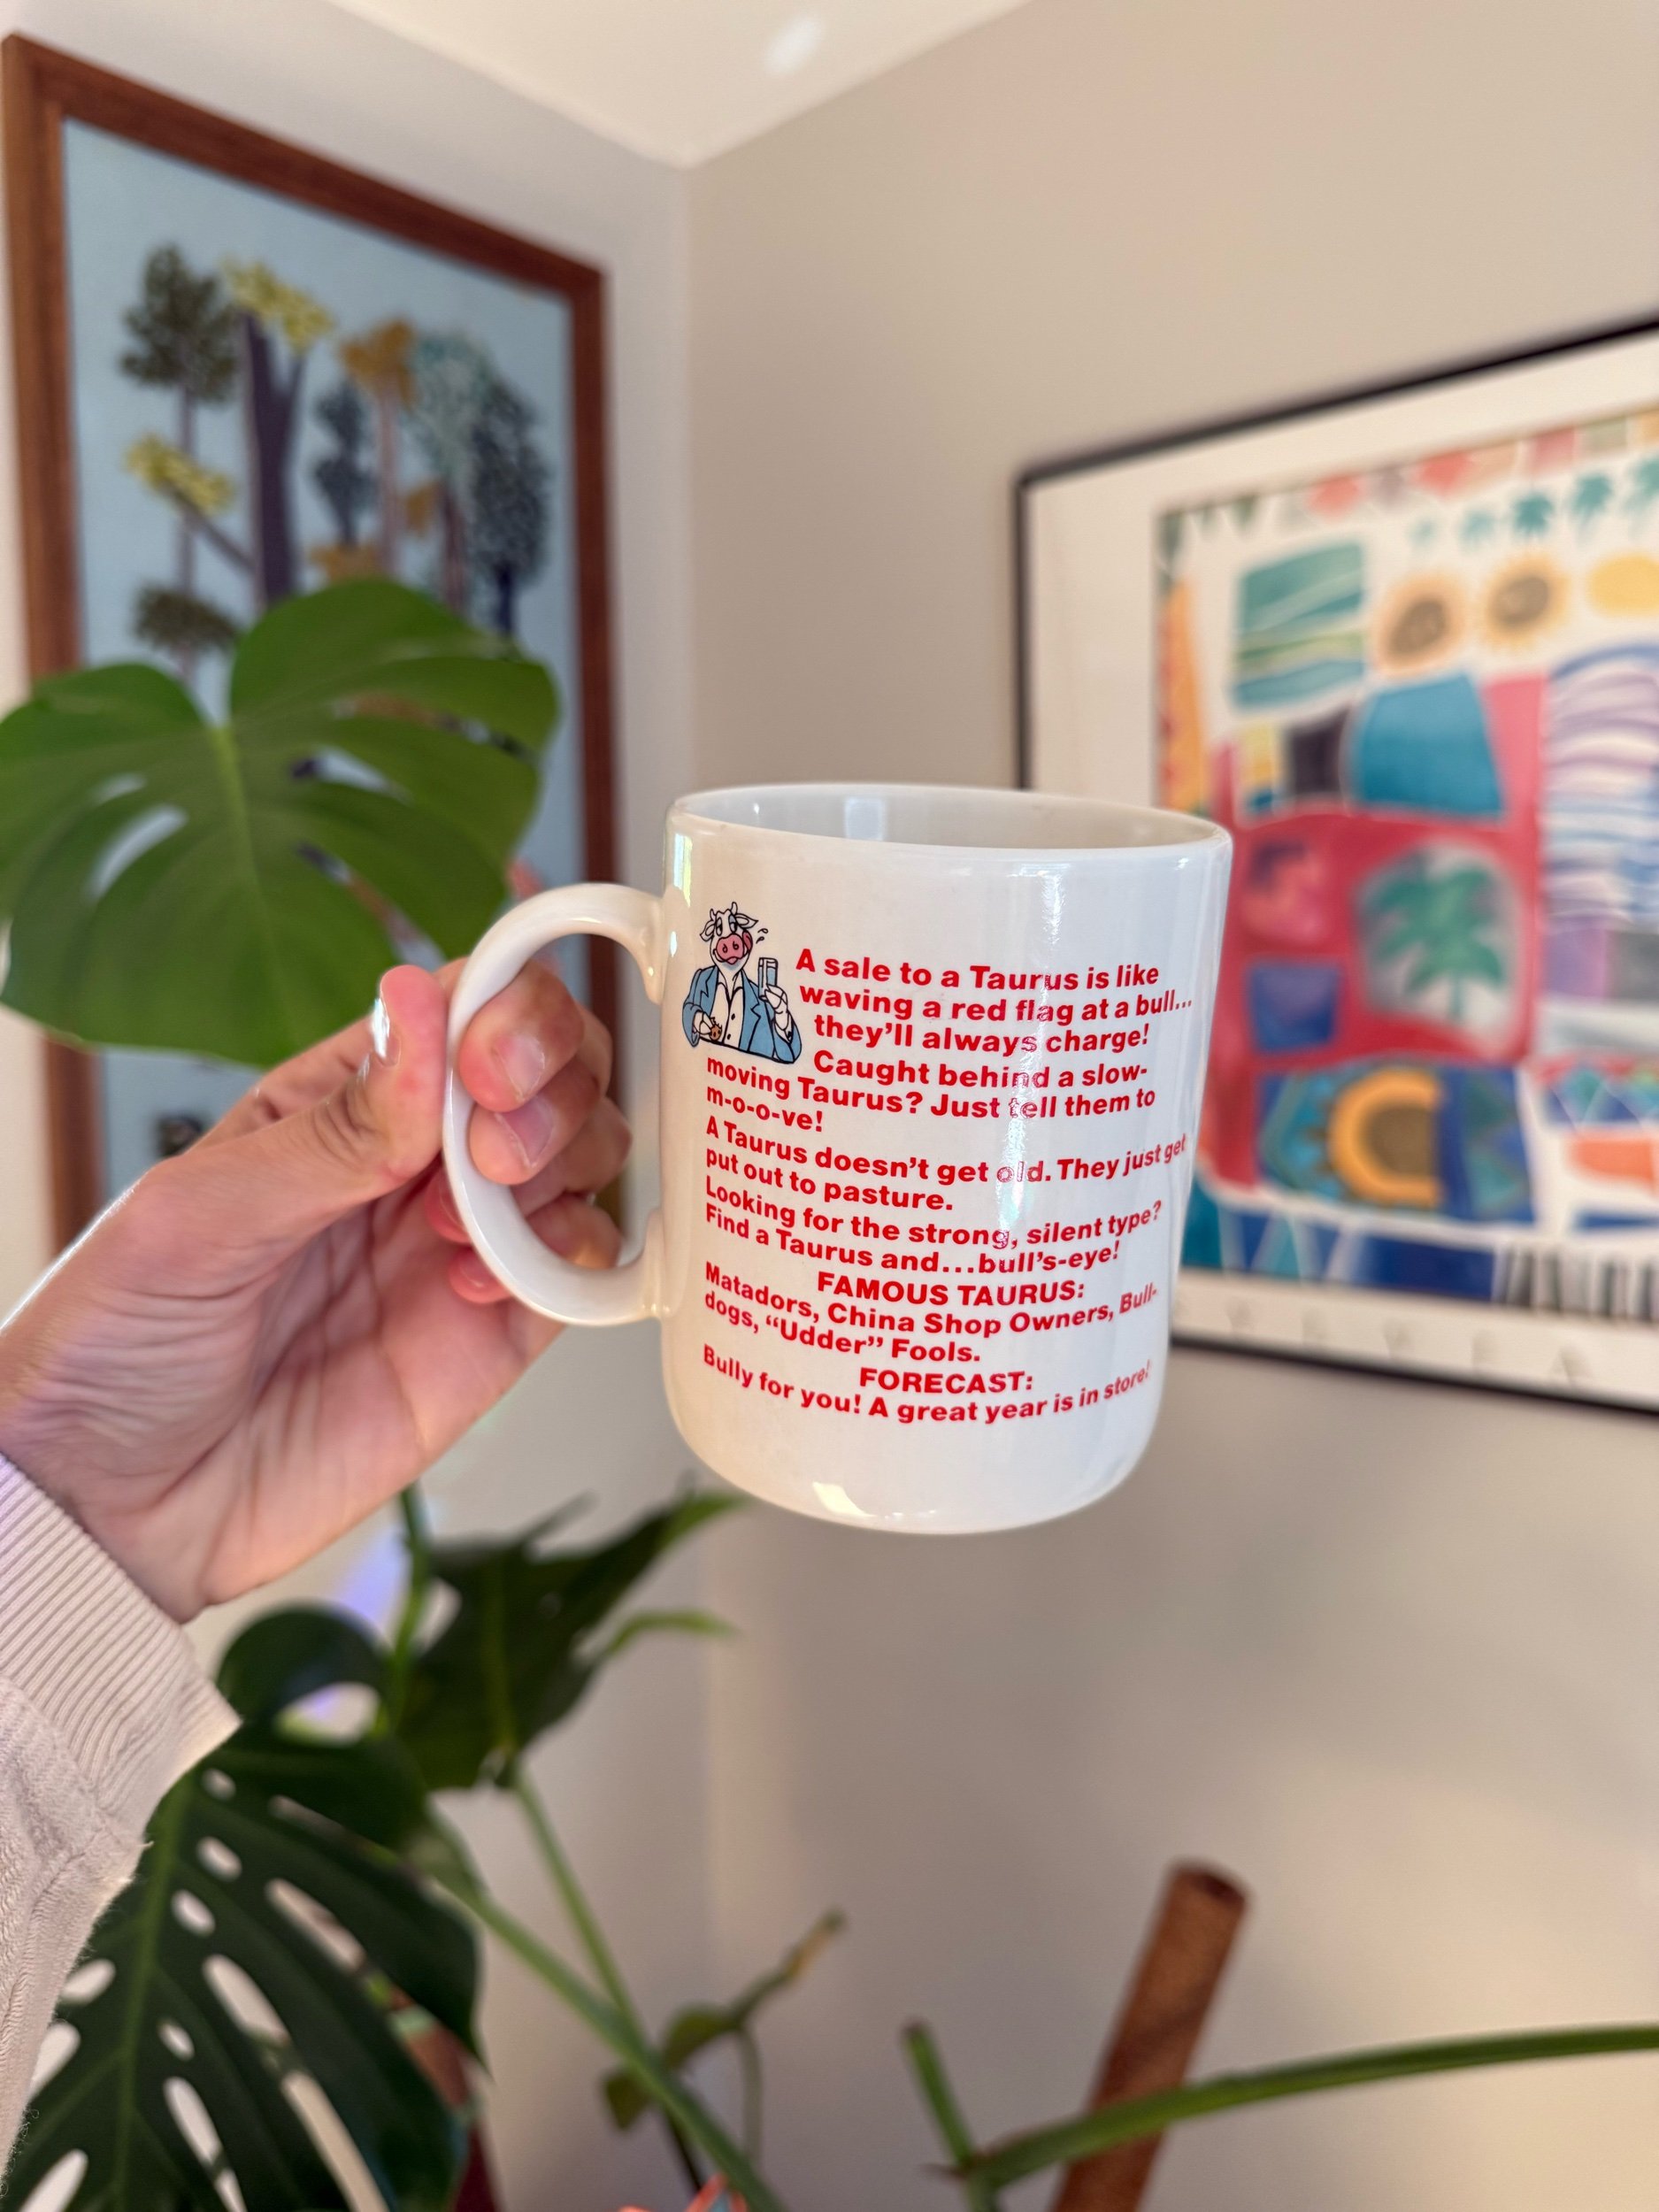 A sale to a Taurus is like
waving a red flag at a bull...
they'll always charge!
Caught behind a slow-
moving Taurus? Just tell them to
m-o-o-ve!
A Taurus doesn't get old. They just get
put out to pasture.
Looking for the strong, silent type?
Find a Taurus and...bull's-eye!
FAMOUS TAURUS:
Matadors, China Shop Owners, Bull-
dogs, “Udder” Fools.
FORECAST:
Bully for you! A great year is in store!